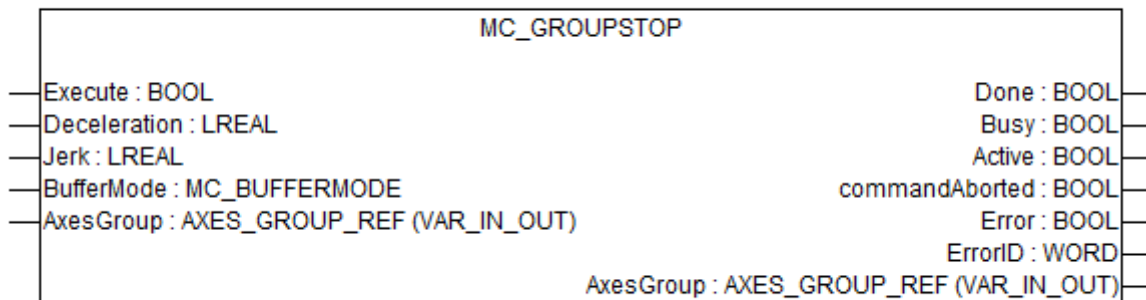 MC_GROUPSTOP
Execute : BOOL
Done : BOOL
Deceleration : LREAL
Busy : BOOL
Jerk : LREAL
Active : BOOL
BufferMode : MC_BUFFERMODE
commandAborted : BOOL
AxesGroup : AXES_GROUP_REF (VAR_IN_OUT)
Error : BOOL
ErrorID : WORD
AxesGroup : AXES_GROUP_REF (VAR_IN_OUT)